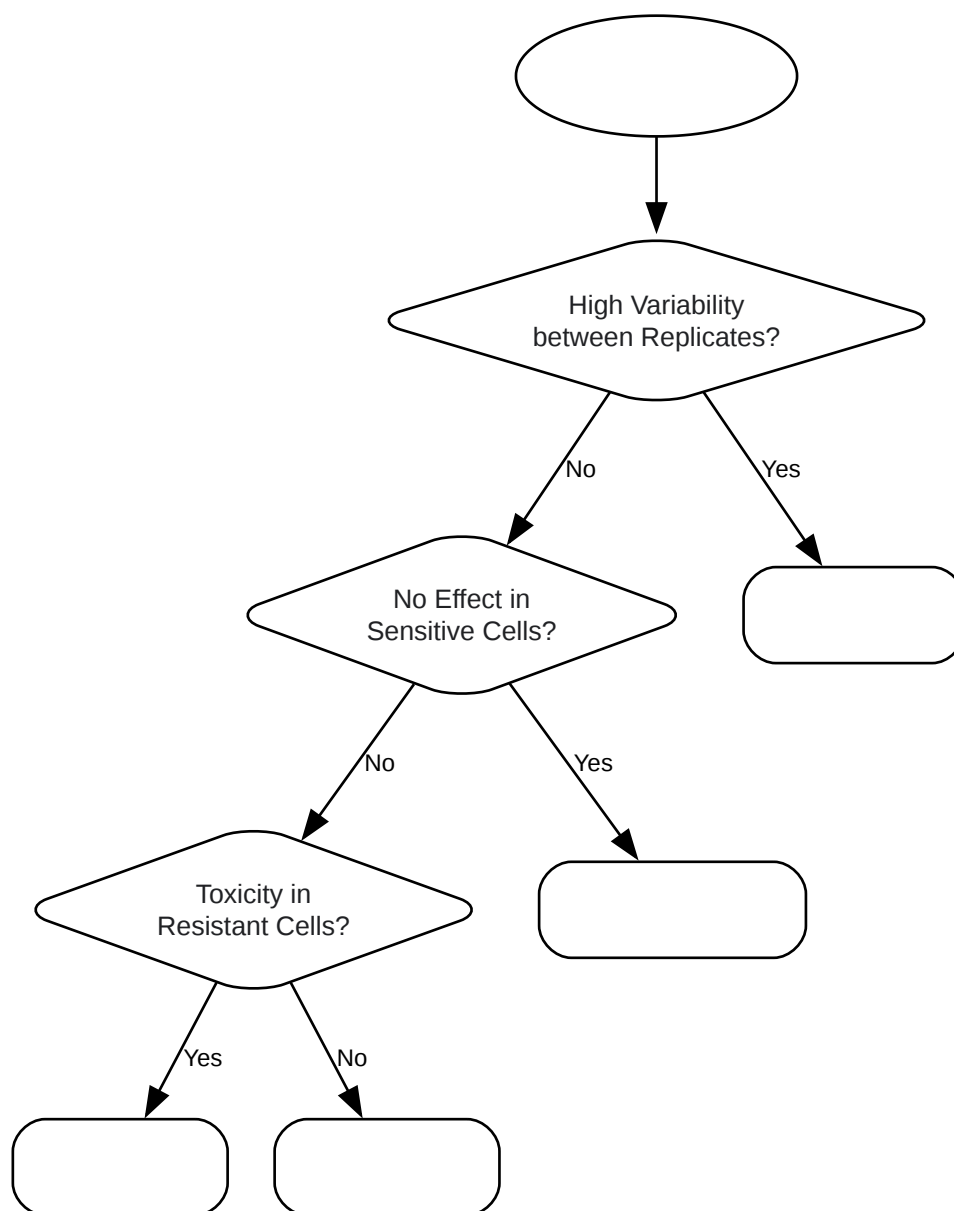 High Variability
between Replicates?
No
Yes
No Effect in
Sensitive Cells?
No
Yes
Toxicity in
Resistant Cells?
Yes
No